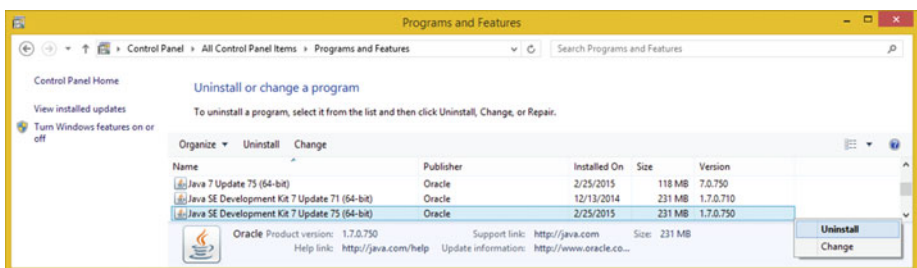 Programs and Features
Control Panel › All Control Panel Items › Programs and Features
Search Programs and Features
Control Panel Home
View installed updates
Turn Windows features on or
off
Uninstall or change a program
To uninstall a program, select it from the list and then click Uninstall, Change, or Repair.
Organize Uninstall Change
Name Publisher Installed On Size Version
Java 7 Update 75 (64-bit) Oracle 2/25/2015 118 MB 7.0.750
Java SE Development Kit 7 Update 71 (64-bit) Oracle 12/13/2014 231 MB 1.7.0.710
Java SE Development Kit 7 Update 75 (64-bit) Oracle 2/25/2015 231 MB 1.7.0.750
Oracle Product version: 1.7.0.750 Support link: http://java.com Size: 231 MB
Help link: http://java.com/help Update information: http://www.oracle.co...
Uninstall
Change